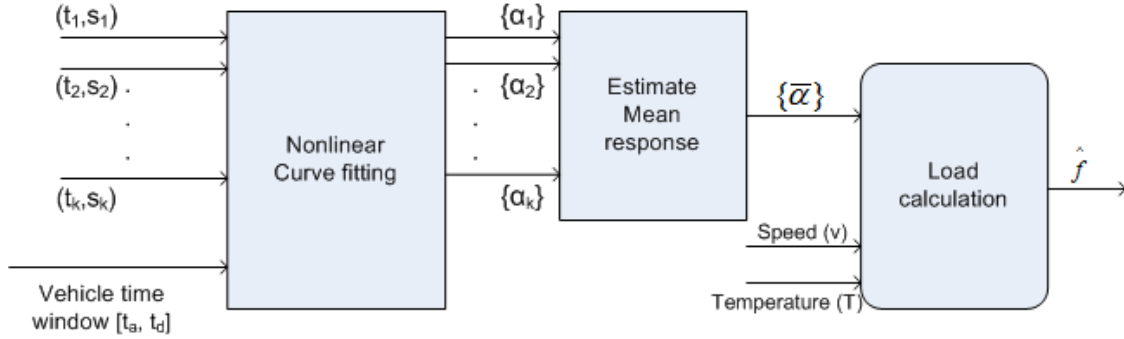 (t₁,s₁)
(t₂,s₂)
(tₖ,sₖ)
Vehicle time
window [tₐ, t_d]
Nonlinear
Curve fitting
{α₁}
{α₂}
{αₖ}
Estimate
Mean
response
{α̅}
Speed (v)
Temperature (T)
Load
calculation
f̂